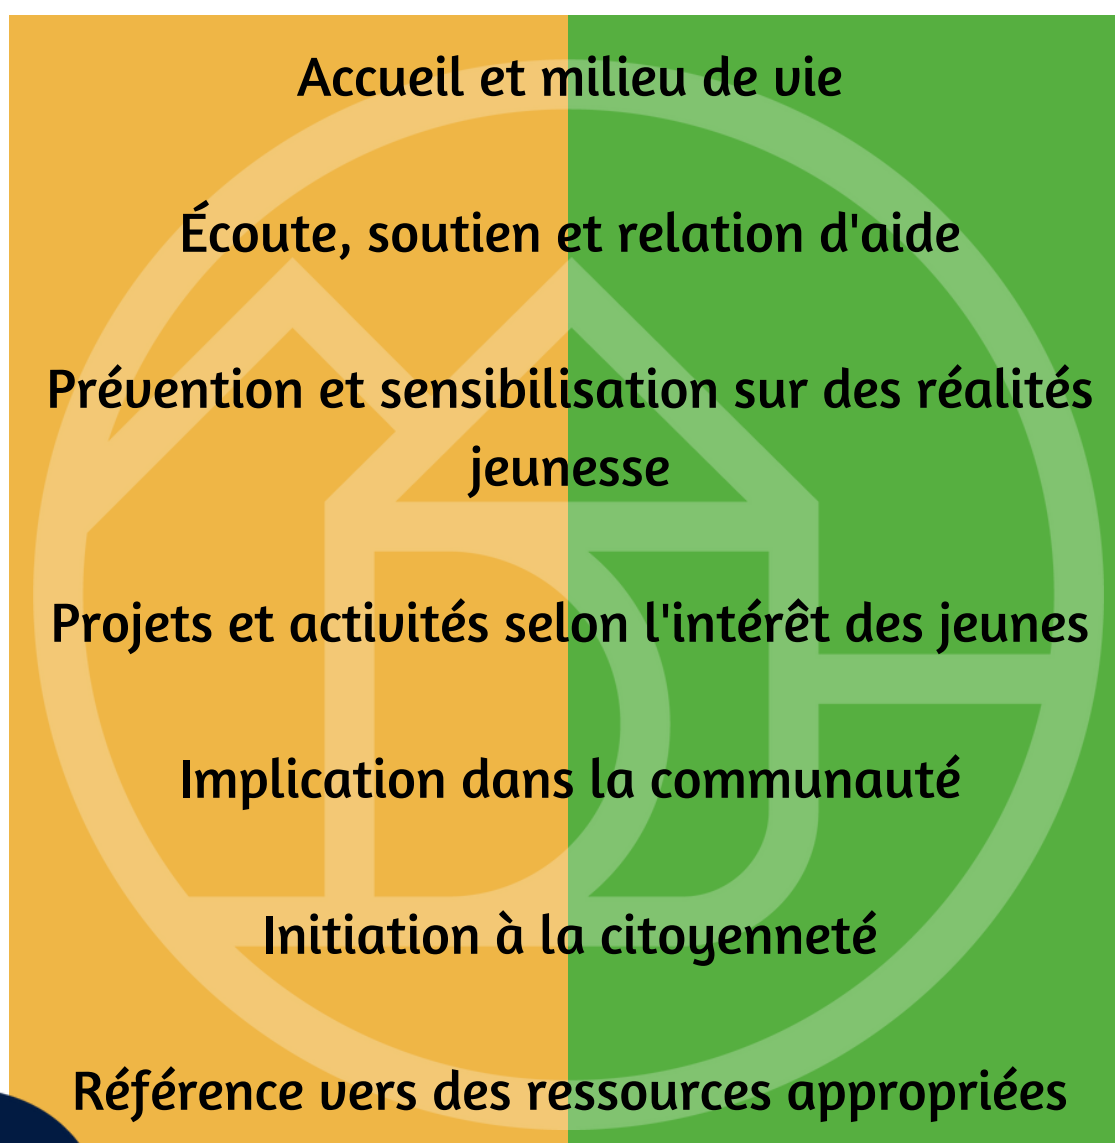 Accueil et milieu de vie
Écoute, soutien et relation d'aide
Prévention et sensibilisation sur des réalités
jeunesse
Projets et activités selon l'intérêt des jeunes
Implication dans la communauté
Initiation à la citoyenneté
Référence vers des ressources appropriées